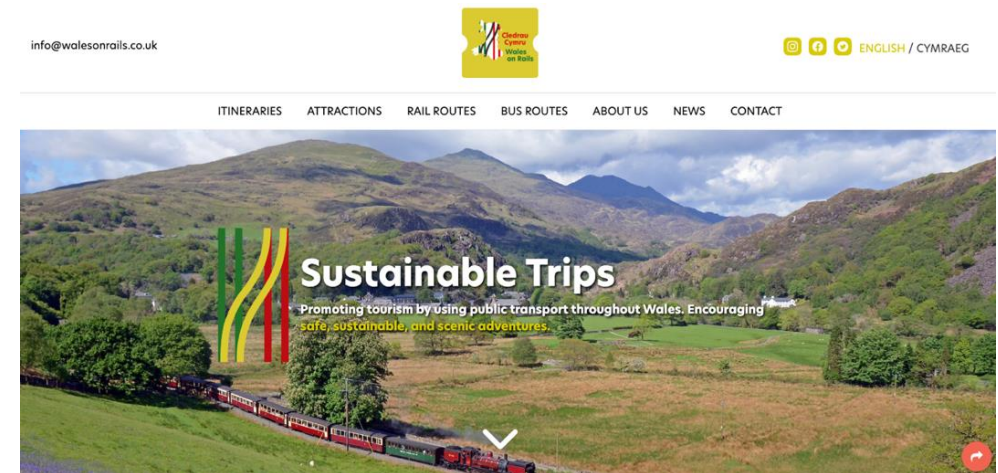 info@walesonrails.co.uk
Cledrau
Cymru
Wales
on Rails
ENGLISH / CYMRAEG
ITINERARIES ATTRACTIONS RAIL ROUTES BUS ROUTES ABOUT US NEWS CONTACT
Sustainable Trips
Promoting tourism by using public transport throughout Wales. Encouraging
safe, sustainable, and scenic adventures.